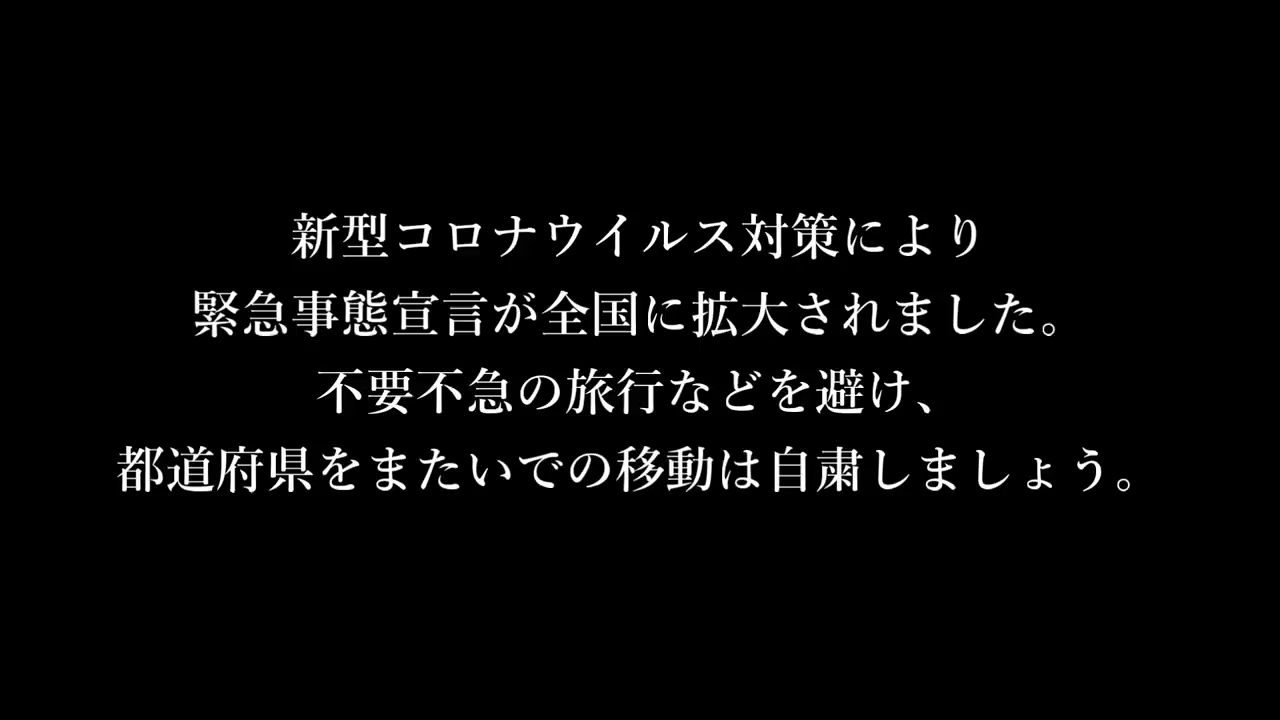 新型コロナウイルス対策により
緊急事態宣言が全国に拡大されました。
不要不急の旅行などを避け、
都道府県をまたいでの移動は自粛しましょう。